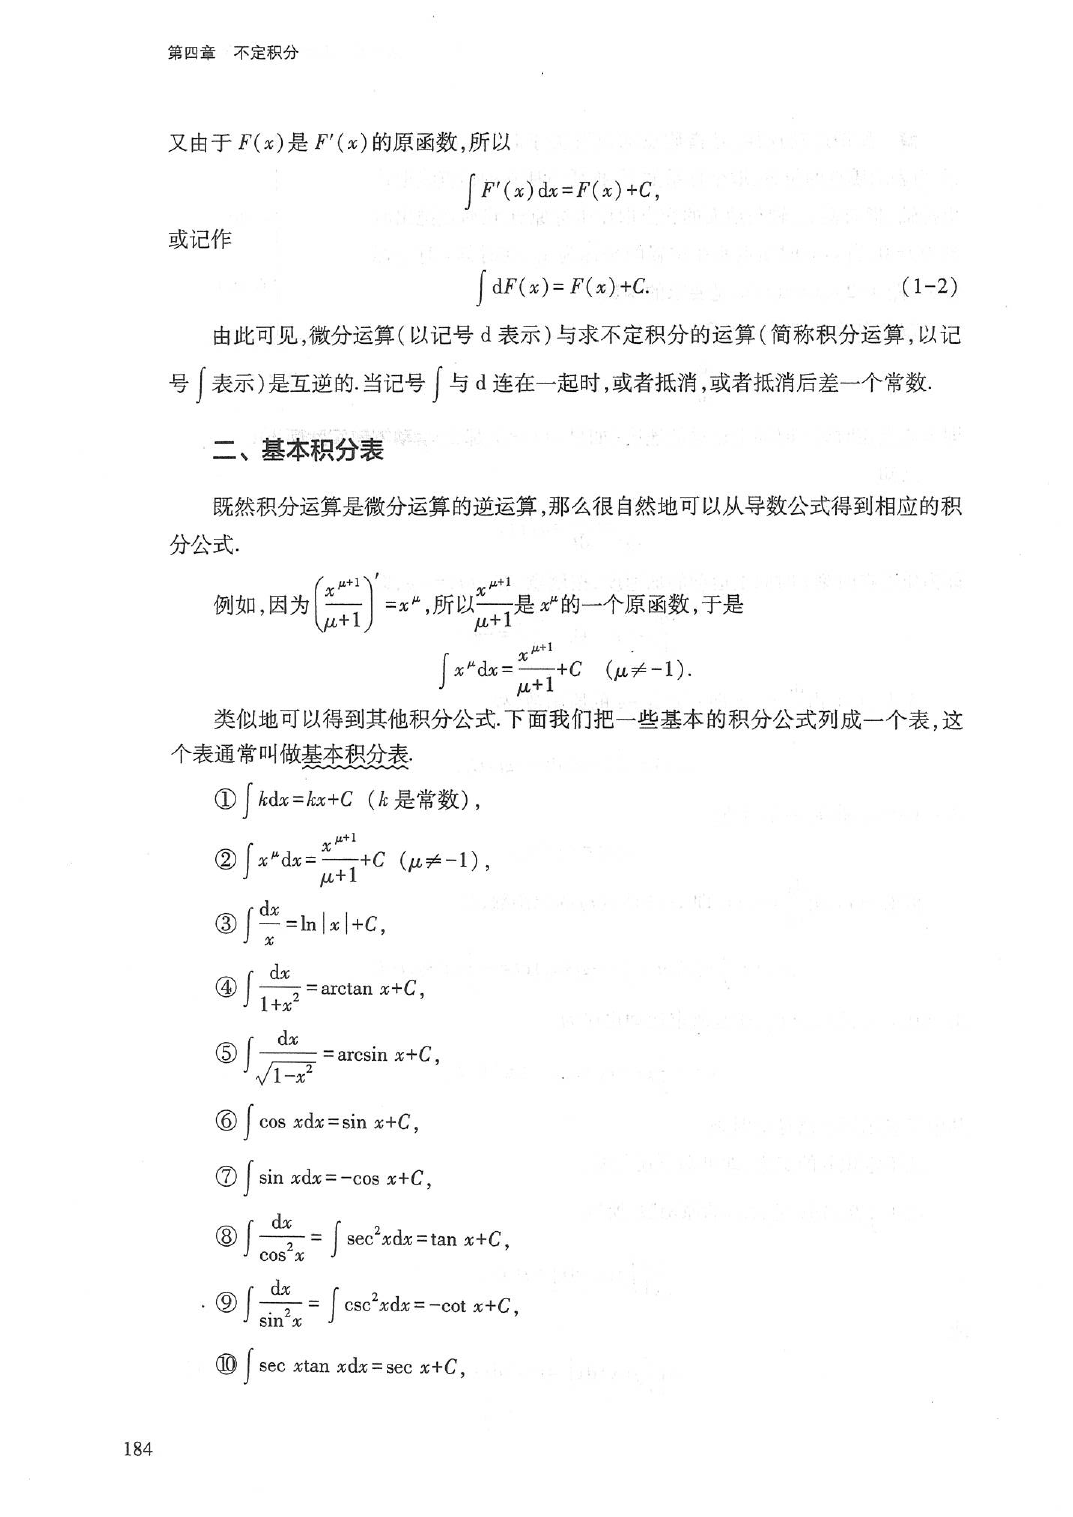 第四章 不定积分
又由于 F(x)是 F′(x)的原函数,所以
∫F′(x)dx=F(x)+C,
或记作
∫dF(x)=F(x)+C. (1-2)
由此可见,微分运算(以记号 d 表示)与求不定积分的运算(简称积分运算,以记
号∫表示)是互逆的.当记号∫与 d 连在一起时,或者抵消,或者抵消后差一个常数.
二、基本积分表
既然积分运算是微分运算的逆运算,那么很自然地可以从导数公式得到相应的积
分公式.
例如,因为(x^{μ+1}/(μ+1))′=x^μ,所以x^{μ+1}/(μ+1)是 x^μ的一个原函数,于是
∫x^μdx=x^{μ+1}/(μ+1)+C (μ≠-1).
类似地可以得到其他积分公式.下面我们把一些基本的积分公式列成一个表,这
个表通常叫做基本积分表.
①∫kdx=kx+C (k 是常数),
②∫x^μdx=x^{μ+1}/(μ+1)+C (μ≠-1),
③∫dx/x=ln|x|+C,
④∫dx/(1+x²)=arctan x+C,
⑤∫dx/√(1-x²)=arcsin x+C,
⑥∫cos xdx=sin x+C,
⑦∫sin xdx=-cos x+C,
⑧∫dx/cos²x=∫sec²xdx=tan x+C,
⑨∫dx/sin²x=∫csc²xdx=-cot x+C,
⑩∫sec xtan xdx=sec x+C,
184